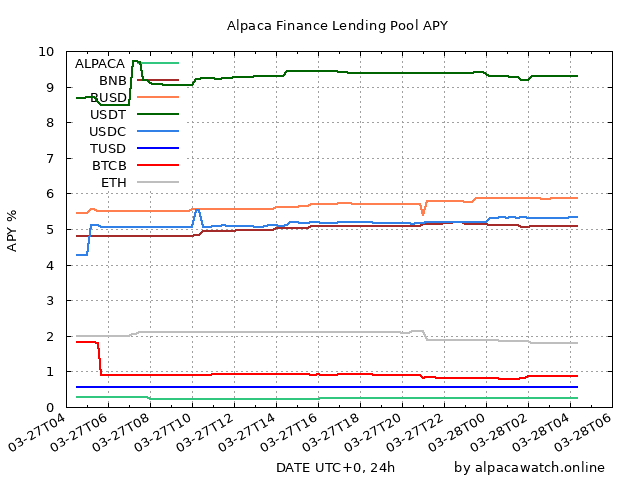 Alpaca Finance Lending Pool APY
10
9
8
7
6
5
4
3
2
1
0
APY %
ALPACA
BNB
BUSD
USDT
USDC
TUSD
BTCB
ETH
03-27T04
03-27T06
03-27T08
03-27T10
03-27T12
03-27T14
03-27T16
03-27T18
03-27T20
03-27T22
03-28T00
03-28T02
03-28T04
03-28T06
DATE UTC+0, 24h
by alpacawatch.online